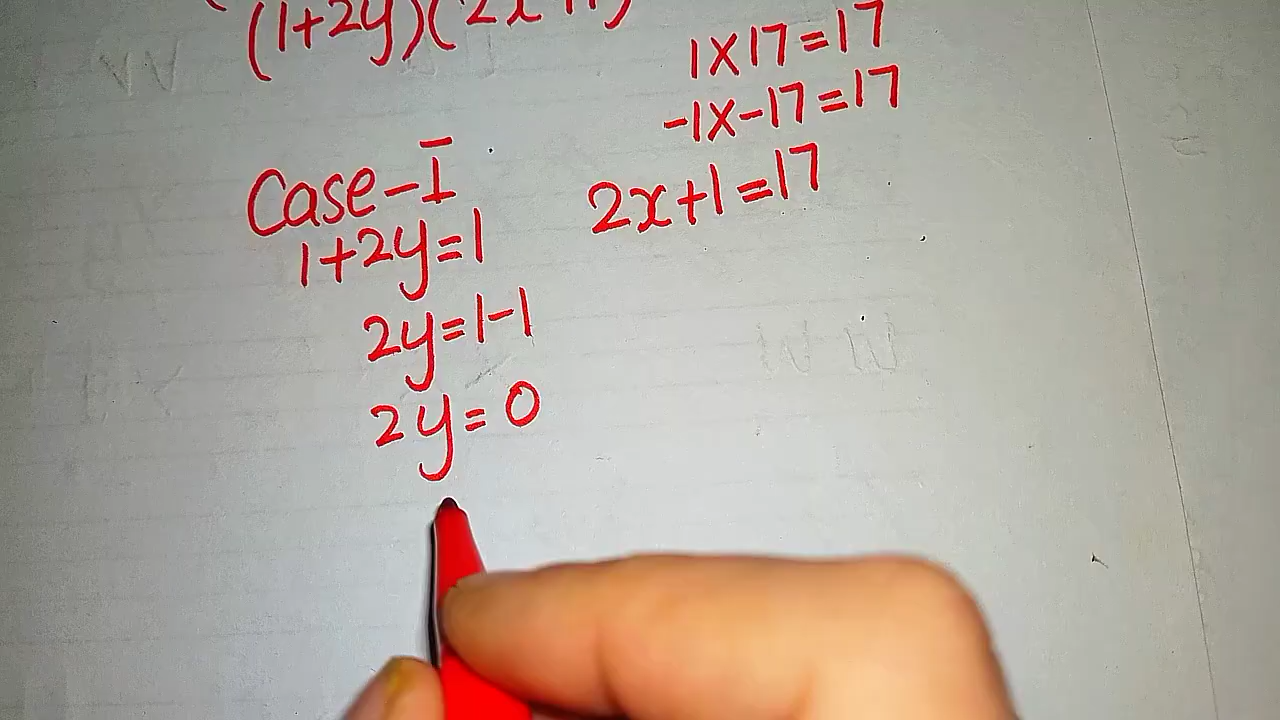 (1+2y)(2x+1)
1×17=17
-1×-17=17
Case-I
1+2y=1
2x+1=17
2y=1-1
2y=0